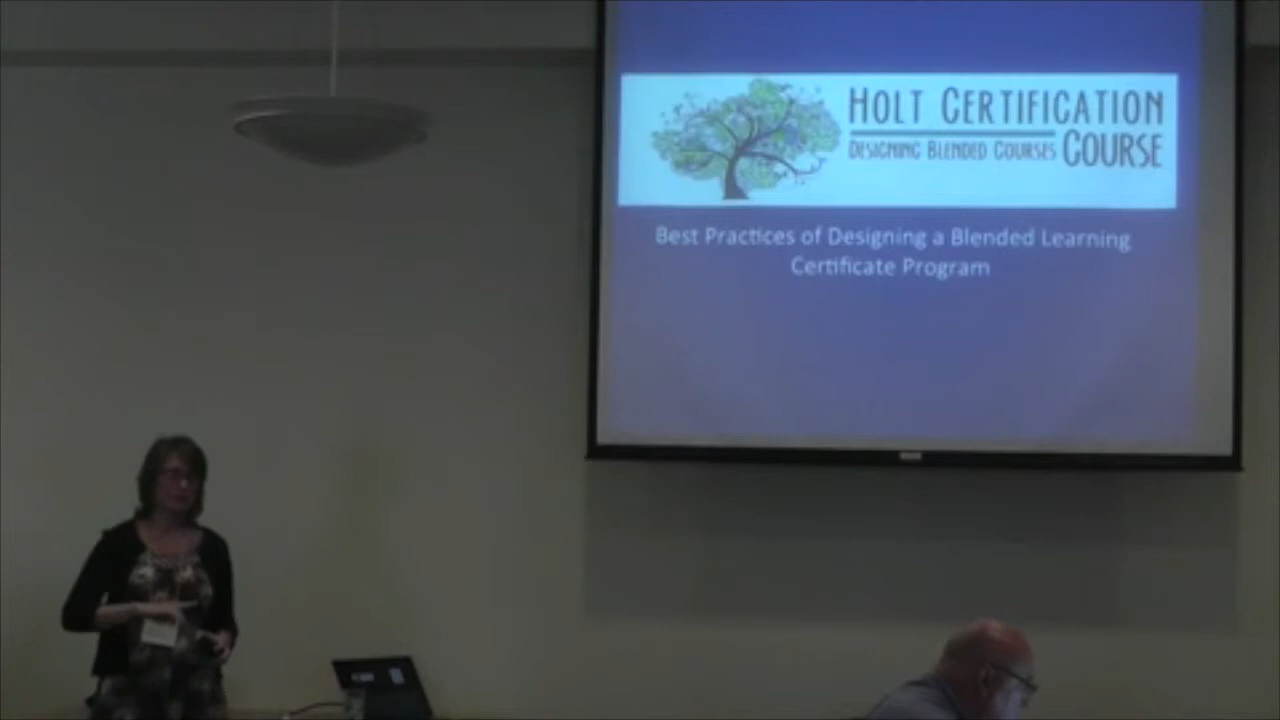 HOLT CERTIFICATION
DESIGNING BLENDED COURSES COURSE
Best Practices of Designing a Blended Learning
Certificate Program